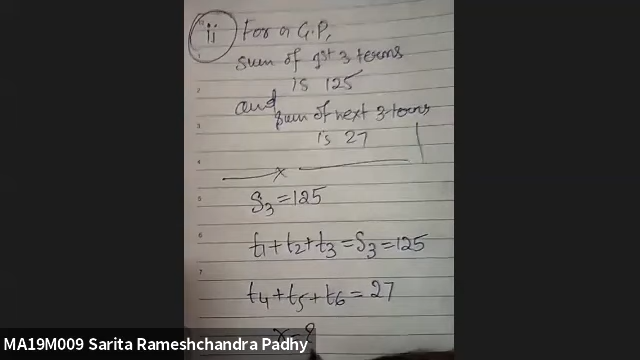 ii For a G.P,
sum of 1st 3 terms
is 125
and
sum of next 3 terms
is 27
x
S3 = 125
t1 + t2 + t3 = S3 = 125
t4 + t5 + t6 = 27
MA19M009 Sarita Rameshchandra Padhy